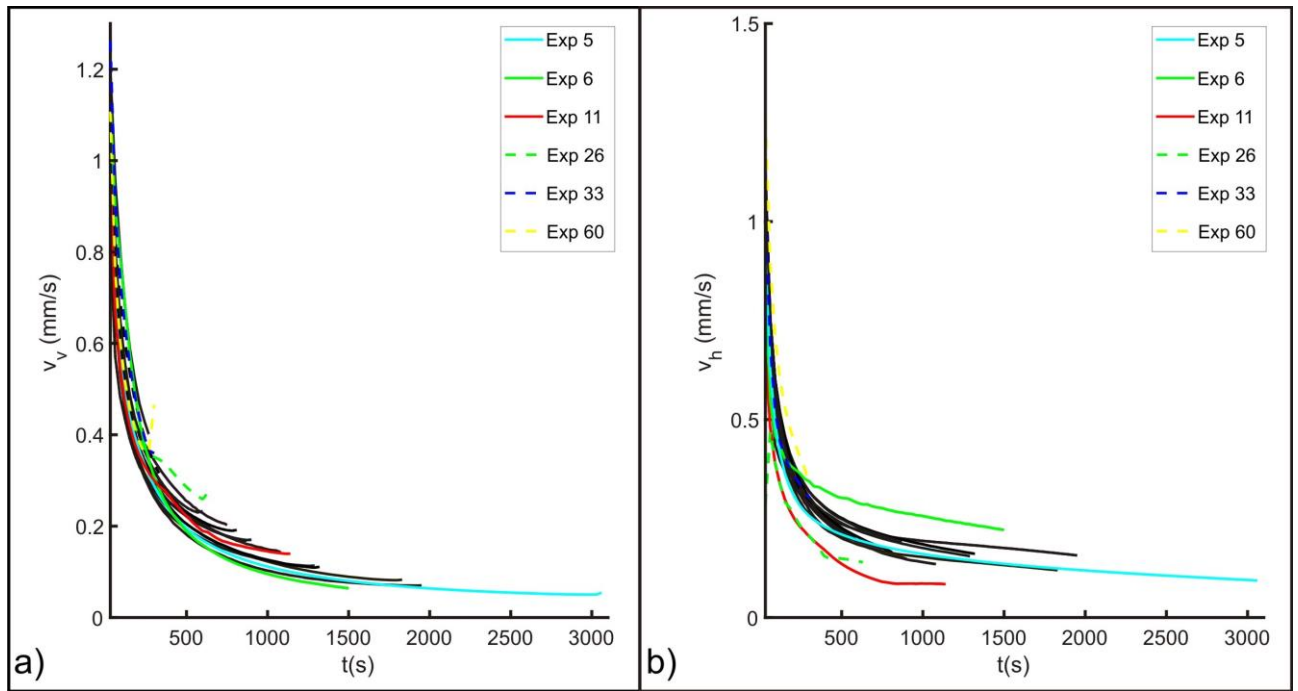 1.2
1
0.8
0.6
0.4
0.2
0
v_v (mm/s)
500 1000 1500 2000 2500 3000
t(s)
a)
Exp 5
Exp 6
Exp 11
Exp 26
Exp 33
Exp 60
1.5
1
0.5
0
v_h (mm/s)
500 1000 1500 2000 2500 3000
t(s)
b)
Exp 5
Exp 6
Exp 11
Exp 26
Exp 33
Exp 60